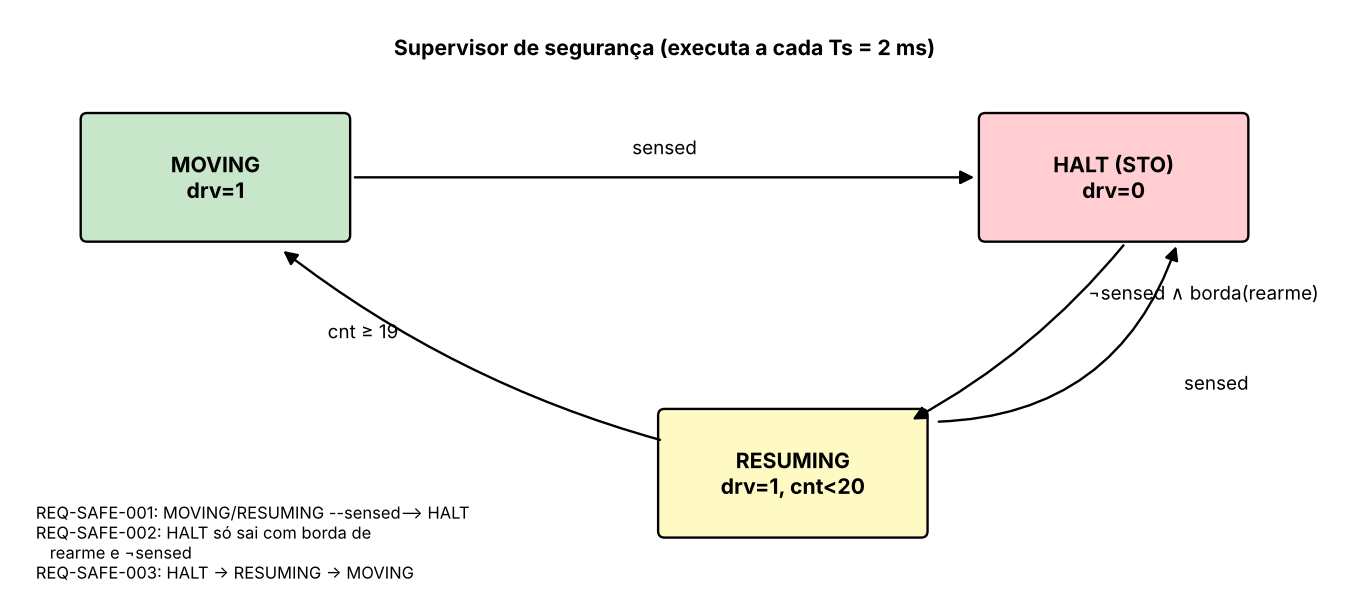 Supervisor de segurança (executa a cada Ts = 2 ms)
MOVING
drv=1
sensed
HALT (STO)
drv=0
¬sensed ∧ borda(rearme)
cnt ≥ 19
sensed
RESUMING
drv=1, cnt<20
REQ-SAFE-001: MOVING/RESUMING --sensed--> HALT
REQ-SAFE-002: HALT só sai com borda de
rearme e ¬sensed
REQ-SAFE-003: HALT → RESUMING → MOVING